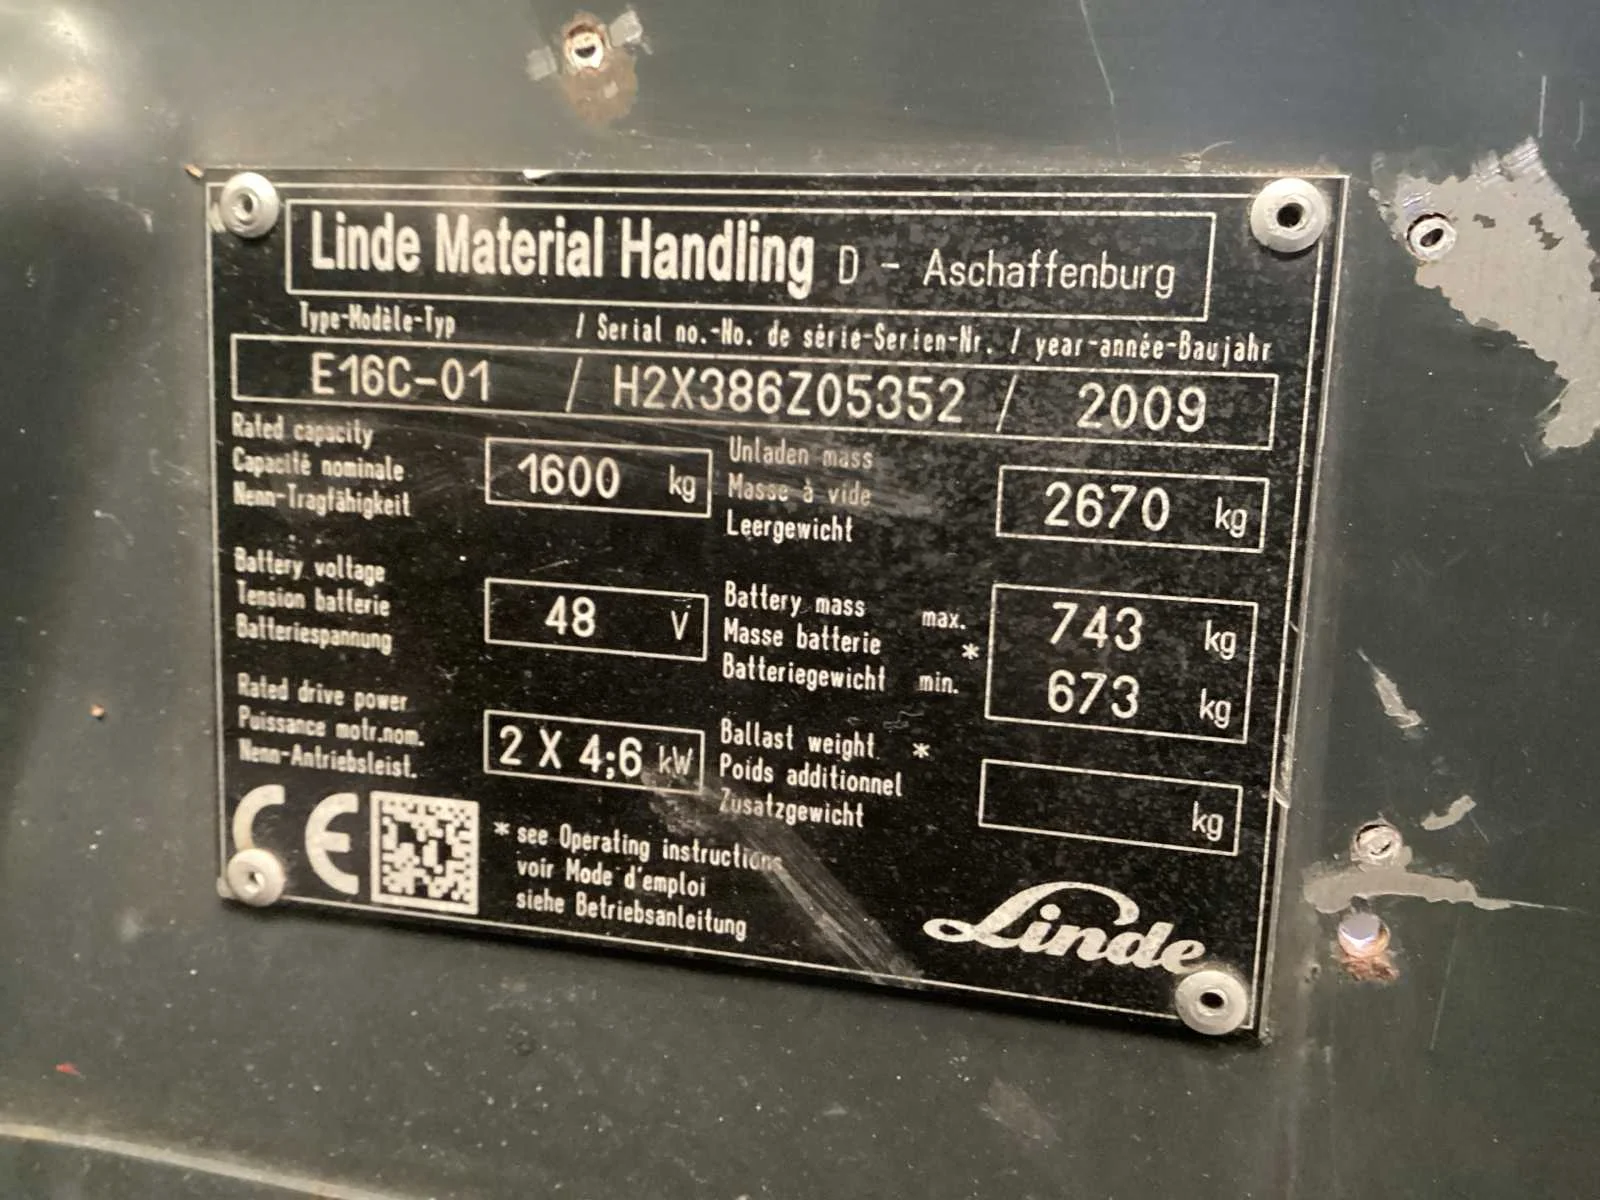 Linde Material Handling D - Aschaffenburg
Type-Modèle-Typ / Serial no.-No. de série-Serien-Nr. / year-année-Baujahr
E16C-01 / H2X386Z05352 / 2009
Rated capacity
Capacité nominale
Nenn-Tragfähigkeit
1600 kg
Unladen mass
Masse à vide
Leergewicht
2670 kg
Battery voltage
Tension batterie
Batteriespannung
48 V
Battery mass max.
Masse batterie *
Batteriegewicht min.
743 kg
673 kg
Rated drive power
Puissance motr.nom.
Nenn-Antriebsleist.
2 X 4;6 kW
Ballast weight *
Poids additionnel
Zusatzgewicht
kg
CE
* see Operating instructions
voir Mode d'emploi
siehe Betriebsanleitung
Linde